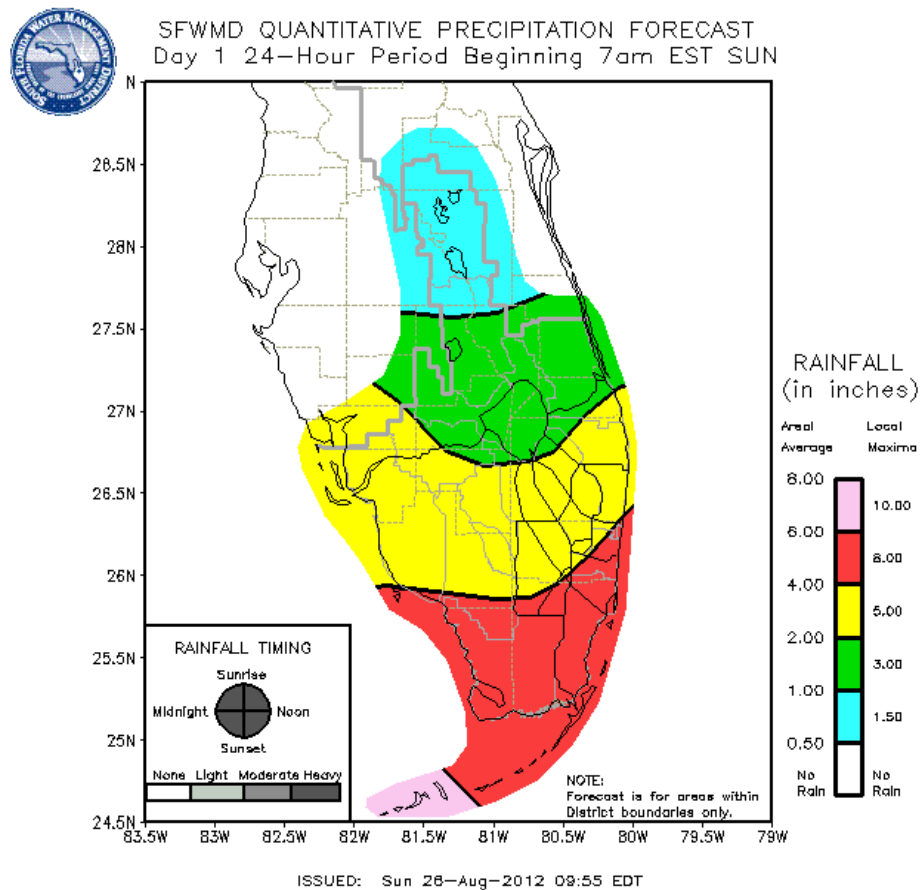 SOUTH FLORIDA WATER MANAGEMENT DISTRICT
SFWMD QUANTITATIVE PRECIPITATION FORECAST
Day 1 24-Hour Period Beginning 7am EST SUN
N
28.5N
28N
27.5N
27N
26.5N
26N
25.5N
25N
24.5N
83.5W 83W 82.5W 82W 81.5W 81W 80.5W 80W 79.5W 79W
RAINFALL TIMING
Sunrise
Midnight Noon
Sunset
None Light Moderate Heavy
NOTE:
Forecast is for areas within
District boundaries only.
RAINFALL
(in inches)
Areal Local
Average Maxima
8.00
10.00
6.00
8.00
4.00
5.00
2.00
3.00
1.00
1.50
0.50
No No
Rain Rain
ISSUED: Sun 26-Aug-2012 09:55 EDT